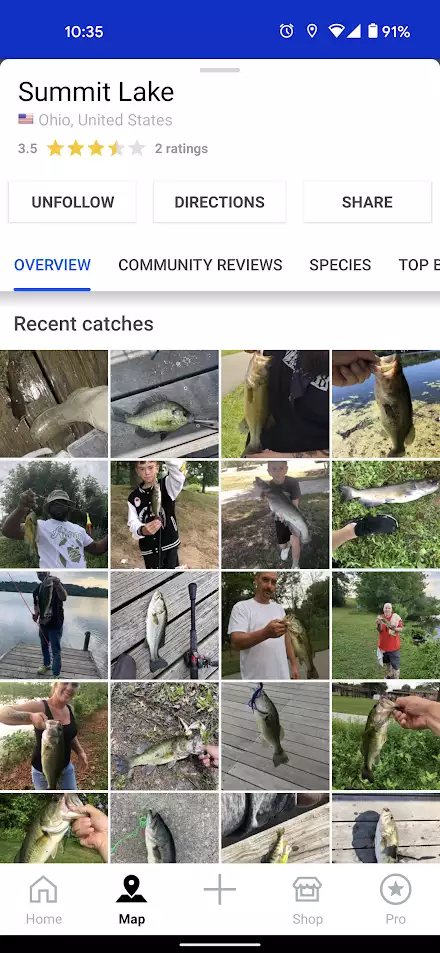 10:35
91%
Summit Lake
Ohio, United States
3.5
2 ratings
UNFOLLOW
DIRECTIONS
SHARE
OVERVIEW
COMMUNITY REVIEWS
SPECIES
TOP B
Recent catches
Home
Map
Shop
Pro